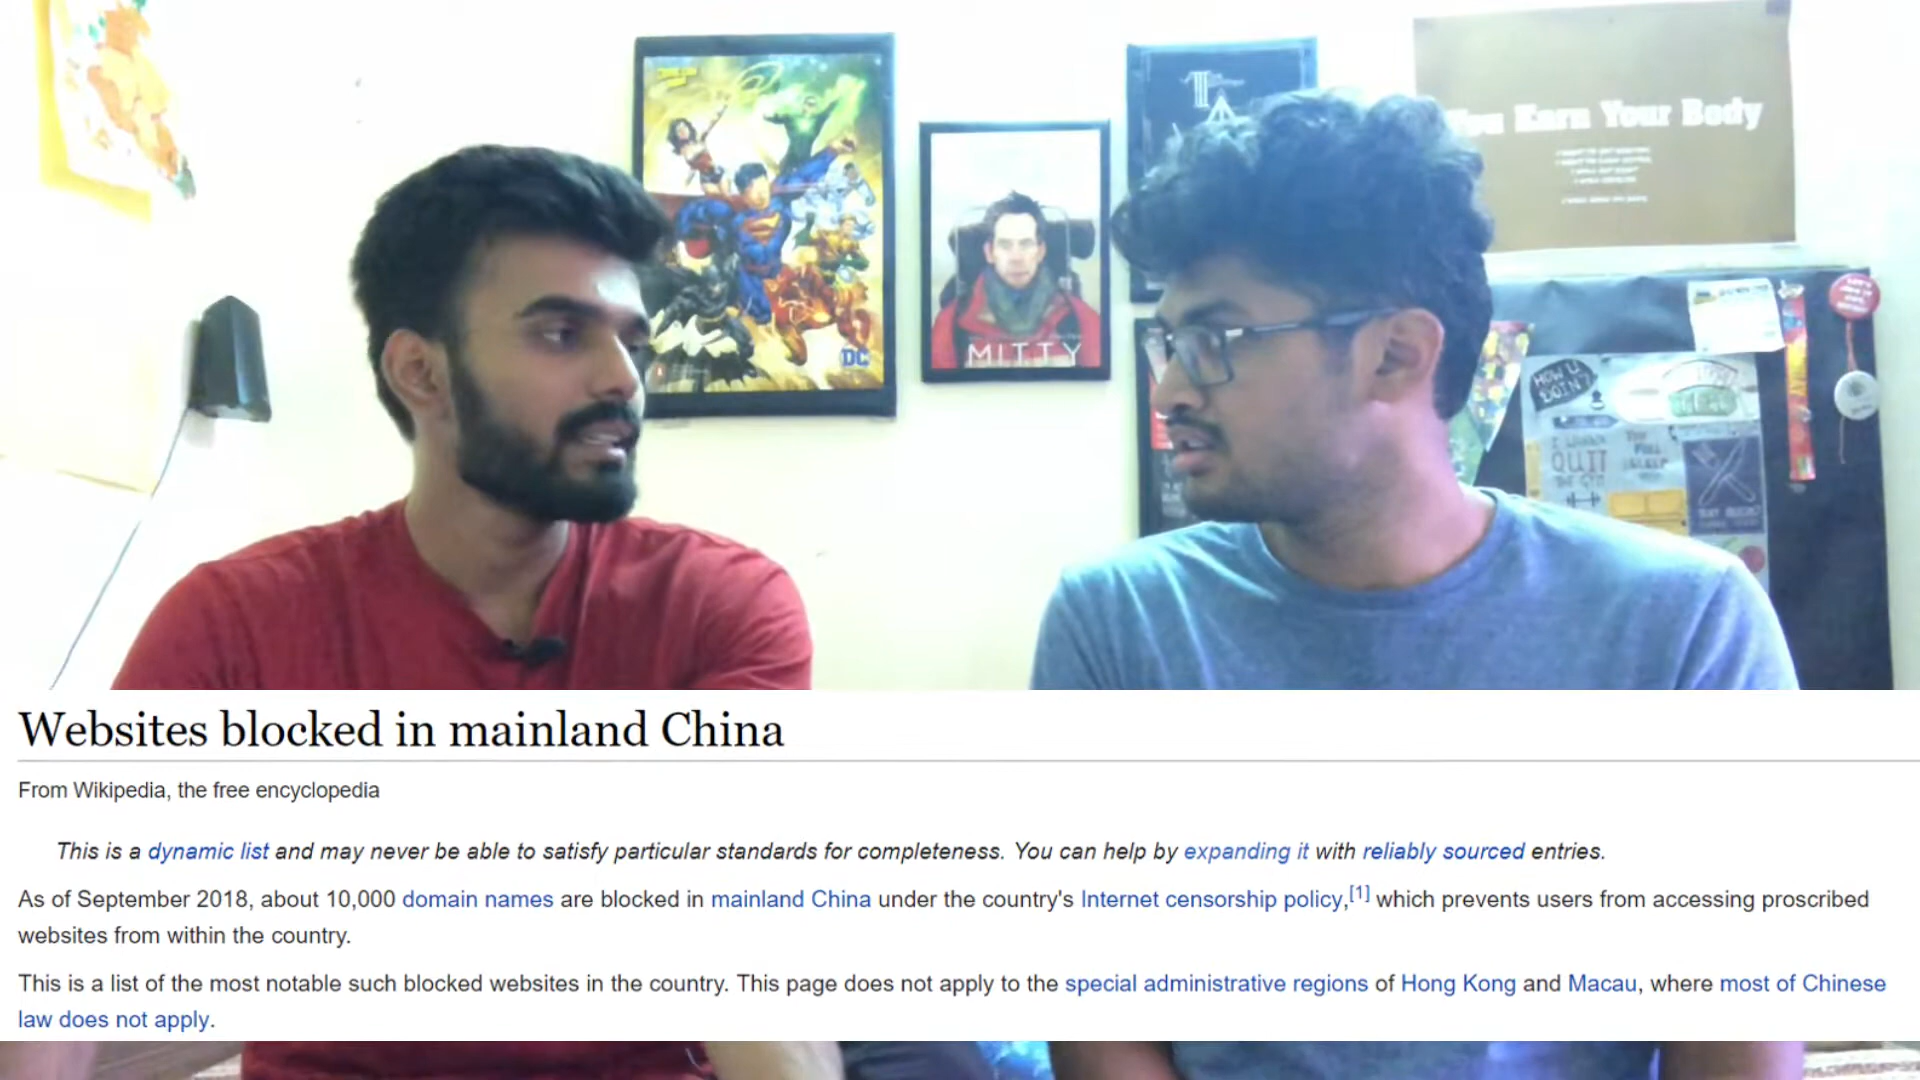 You Earn Your Body
DC
MITTY
HOW U
DOIN'?
QUIT
Websites blocked in mainland China
From Wikipedia, the free encyclopedia
This is a dynamic list and may never be able to satisfy particular standards for completeness. You can help by expanding it with reliably sourced entries.
As of September 2018, about 10,000 domain names are blocked in mainland China under the country's Internet censorship policy,[1] which prevents users from accessing proscribed
websites from within the country.
This is a list of the most notable such blocked websites in the country. This page does not apply to the special administrative regions of Hong Kong and Macau, where most of Chinese
law does not apply.